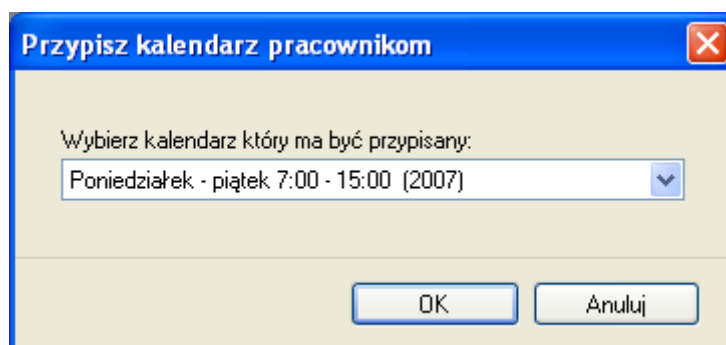 Przypisz kalendarz pracownikom
Wybierz kalendarz który ma być przypisany:
Poniedziałek - piątek 7:00 - 15:00 (2007)
OK
Anuluj